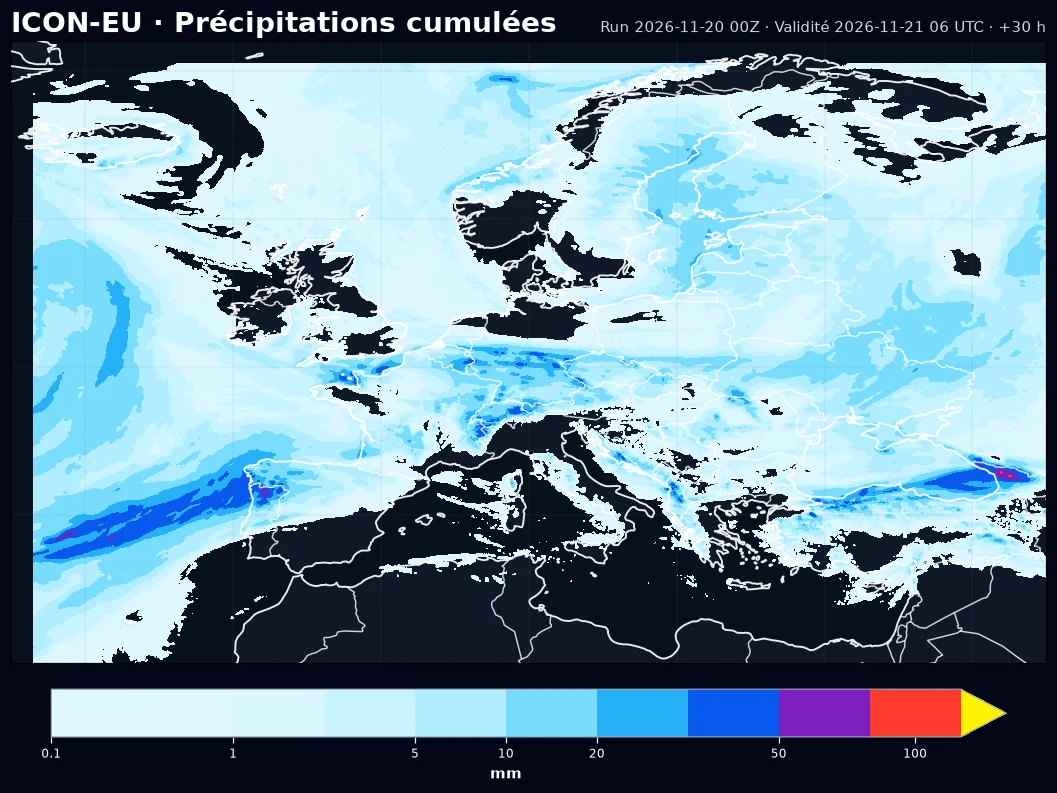 ICON-EU · Précipitations cumulées
Run 2026-11-20 00Z · Validité 2026-11-21 06 UTC · +30 h
0.1 1 5 10 20 50 100
mm